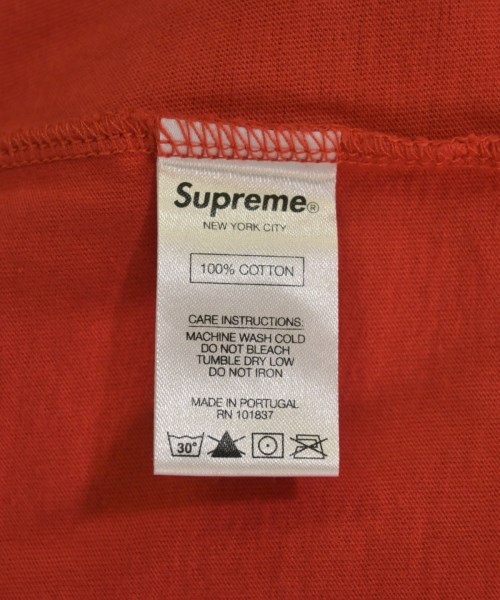 Supreme®
NEW YORK CITY
100% COTTON
CARE INSTRUCTIONS:
MACHINE WASH COLD
DO NOT BLEACH
TUMBLE DRY LOW
DO NOT IRON
MADE IN PORTUGAL
RN 101837
30°